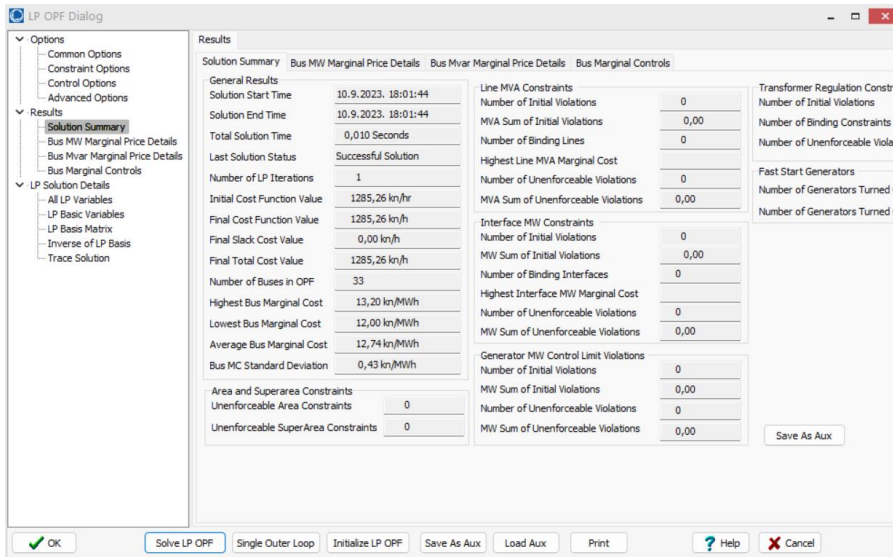 LP OPF Dialog
Options
Common Options
Constraint Options
Control Options
Advanced Options
Results
Solution Summary
Bus MW Marginal Price Details
Bus Mvar Marginal Price Details
Bus Marginal Controls
LP Solution Details
All LP Variables
LP Basic Variables
LP Basis Matrix
Inverse of LP Basis
Trace Solution
Results
Solution Summary Bus MW Marginal Price Details Bus Mvar Marginal Price Details Bus Marginal Controls
General Results
Solution Start Time 10.9.2023. 18:01:44
Solution End Time 10.9.2023. 18:01:44
Total Solution Time 0,010 Seconds
Last Solution Status Successful Solution
Number of LP Iterations 1
Initial Cost Function Value 1285,26 kn/hr
Final Cost Function Value 1285,26 kn/h
Final Slack Cost Value 0,00 kn/h
Final Total Cost Value 1285,26 kn/h
Number of Buses in OPF 33
Highest Bus Marginal Cost 13,20 kn/MWh
Lowest Bus Marginal Cost 12,00 kn/MWh
Average Bus Marginal Cost 12,74 kn/MWh
Bus MC Standard Deviation 0,43 kn/MWh
Area and Superarea Constraints
Unenforceable Area Constraints 0
Unenforceable SuperArea Constraints 0
Line MVA Constraints
Number of Initial Violations 0
MVA Sum of Initial Violations 0,00
Number of Binding Lines 0
Highest Line MVA Marginal Cost
Number of Unenforceable Violations 0
MVA Sum of Unenforceable Violations 0,00
Interface MW Constraints
Number of Initial Violations 0
MW Sum of Initial Violations 0,00
Number of Binding Interfaces 0
Highest Interface MW Marginal Cost
Number of Unenforceable Violations 0
MW Sum of Unenforceable Violations 0,00
Generator MW Control Limit Violations
Number of Initial Violations 0
MW Sum of Initial Violations 0,00
Number of Unenforceable Violations 0
MW Sum of Unenforceable Violations 0,00
Transformer Regulation Constr
Number of Initial Violations
Number of Binding Constraints
Number of Unenforceable Viola
Fast Start Generators
Number of Generators Turned
Number of Generators Turned
Save As Aux
OK Solve LP OPF Single Outer Loop Initialize LP OPF Save As Aux Load Aux Print Help Cancel